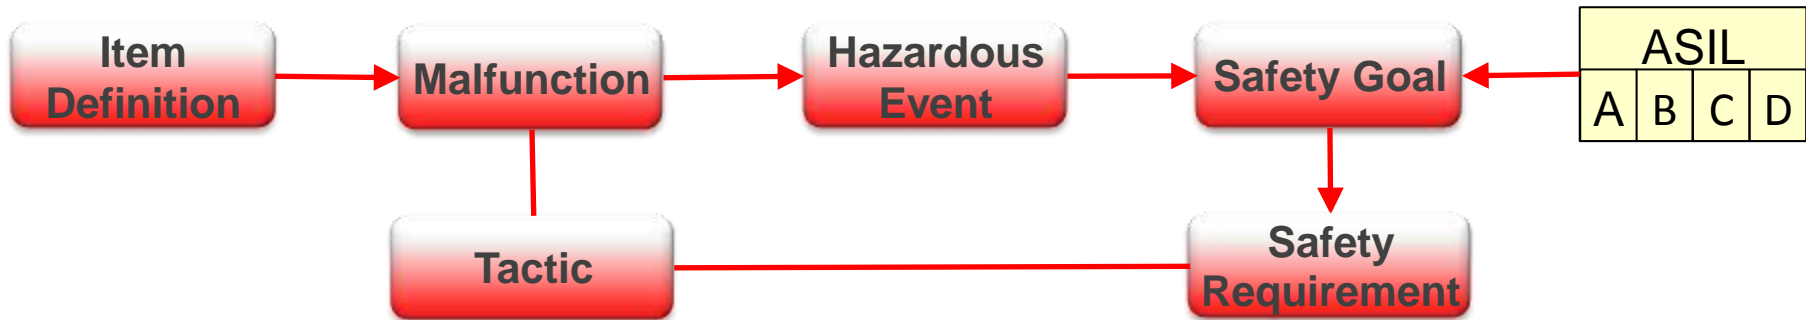 Item
Definition
Malfunction
Hazardous
Event
Safety Goal
ASIL
A B C D
Tactic
Safety
Requirement